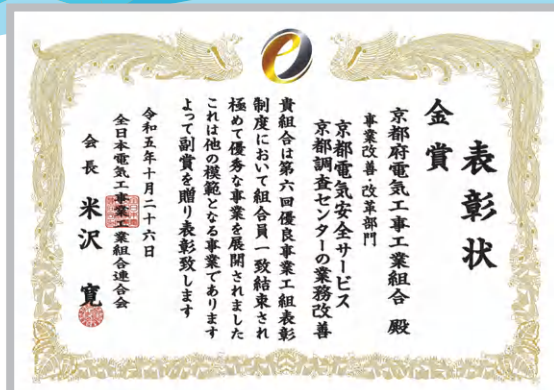 表彰状
金賞
京都府電気工事工業組合 殿
事業改善・改革部門
京都電気安全サービス
京都調査センターの業務改善
貴組合は第六回優良事業工組表彰
制度において組合員一致結束され
極めて優秀な事業を展開されました
これは他の模範となる事業であります
よって副賞を贈り表彰致します
令和五年十月二十六日
全日本電気工事業工業組合連合会
会長 米沢 寛